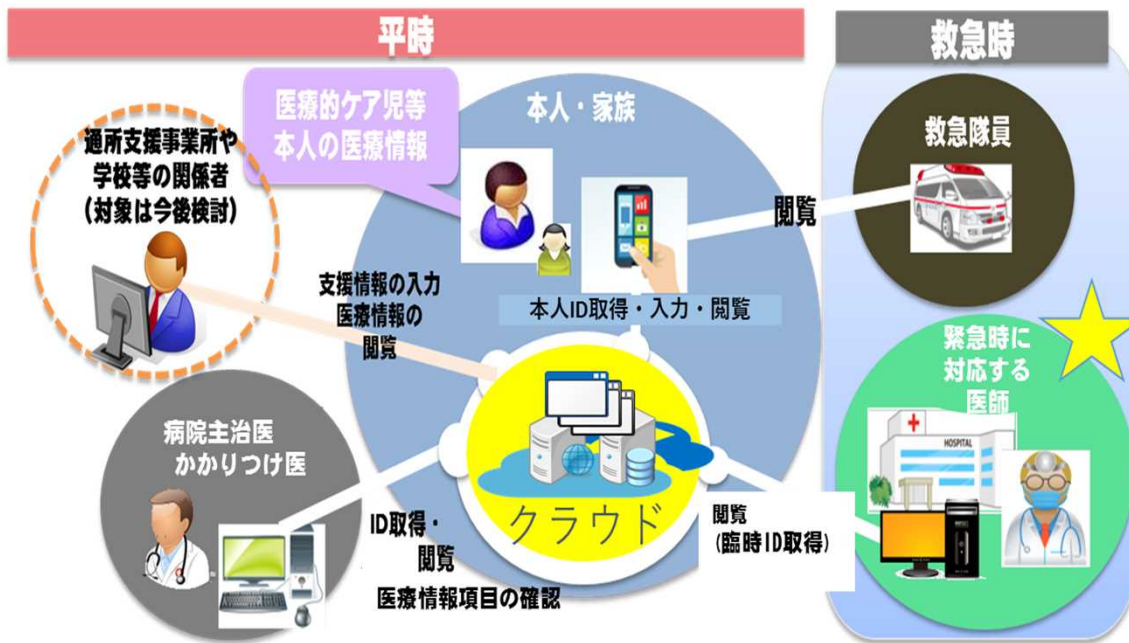 平時
救急時
医療的ケア児等
本人の医療情報
本人・家族
救急隊員
通所支援事業所や
学校等の関係者
(対象は今後検討)
閲覧
支援情報の入力
医療情報の
閲覧
本人ID取得・入力・閲覧
緊急時に
対応する
医師
HOSPITAL
病院主治医
かかりつけ医
クラウド
ID取得・
閲覧
医療情報項目の確認
閲覧
(臨時ID取得)